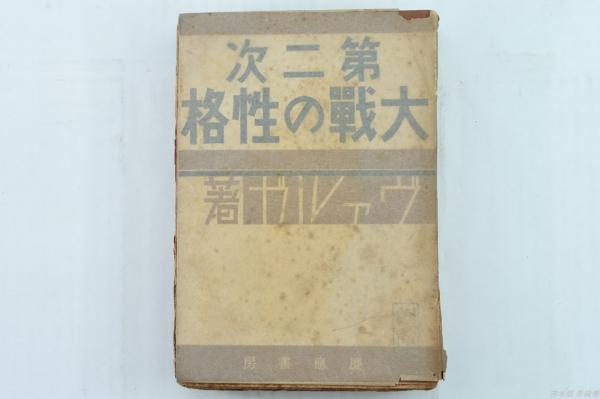 第二次
大戰の性格
ヴァルガ著
慶應書房